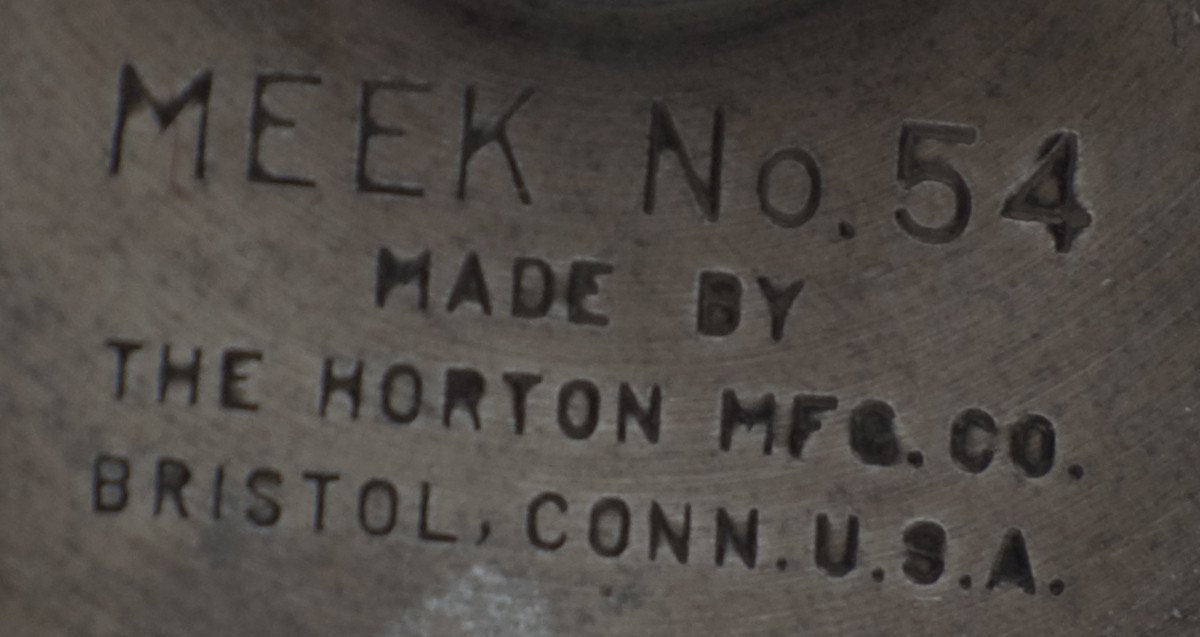 MEEK No. 54
MADE BY
THE HORTON MFG. CO.
BRISTOL, CONN. U.S.A.